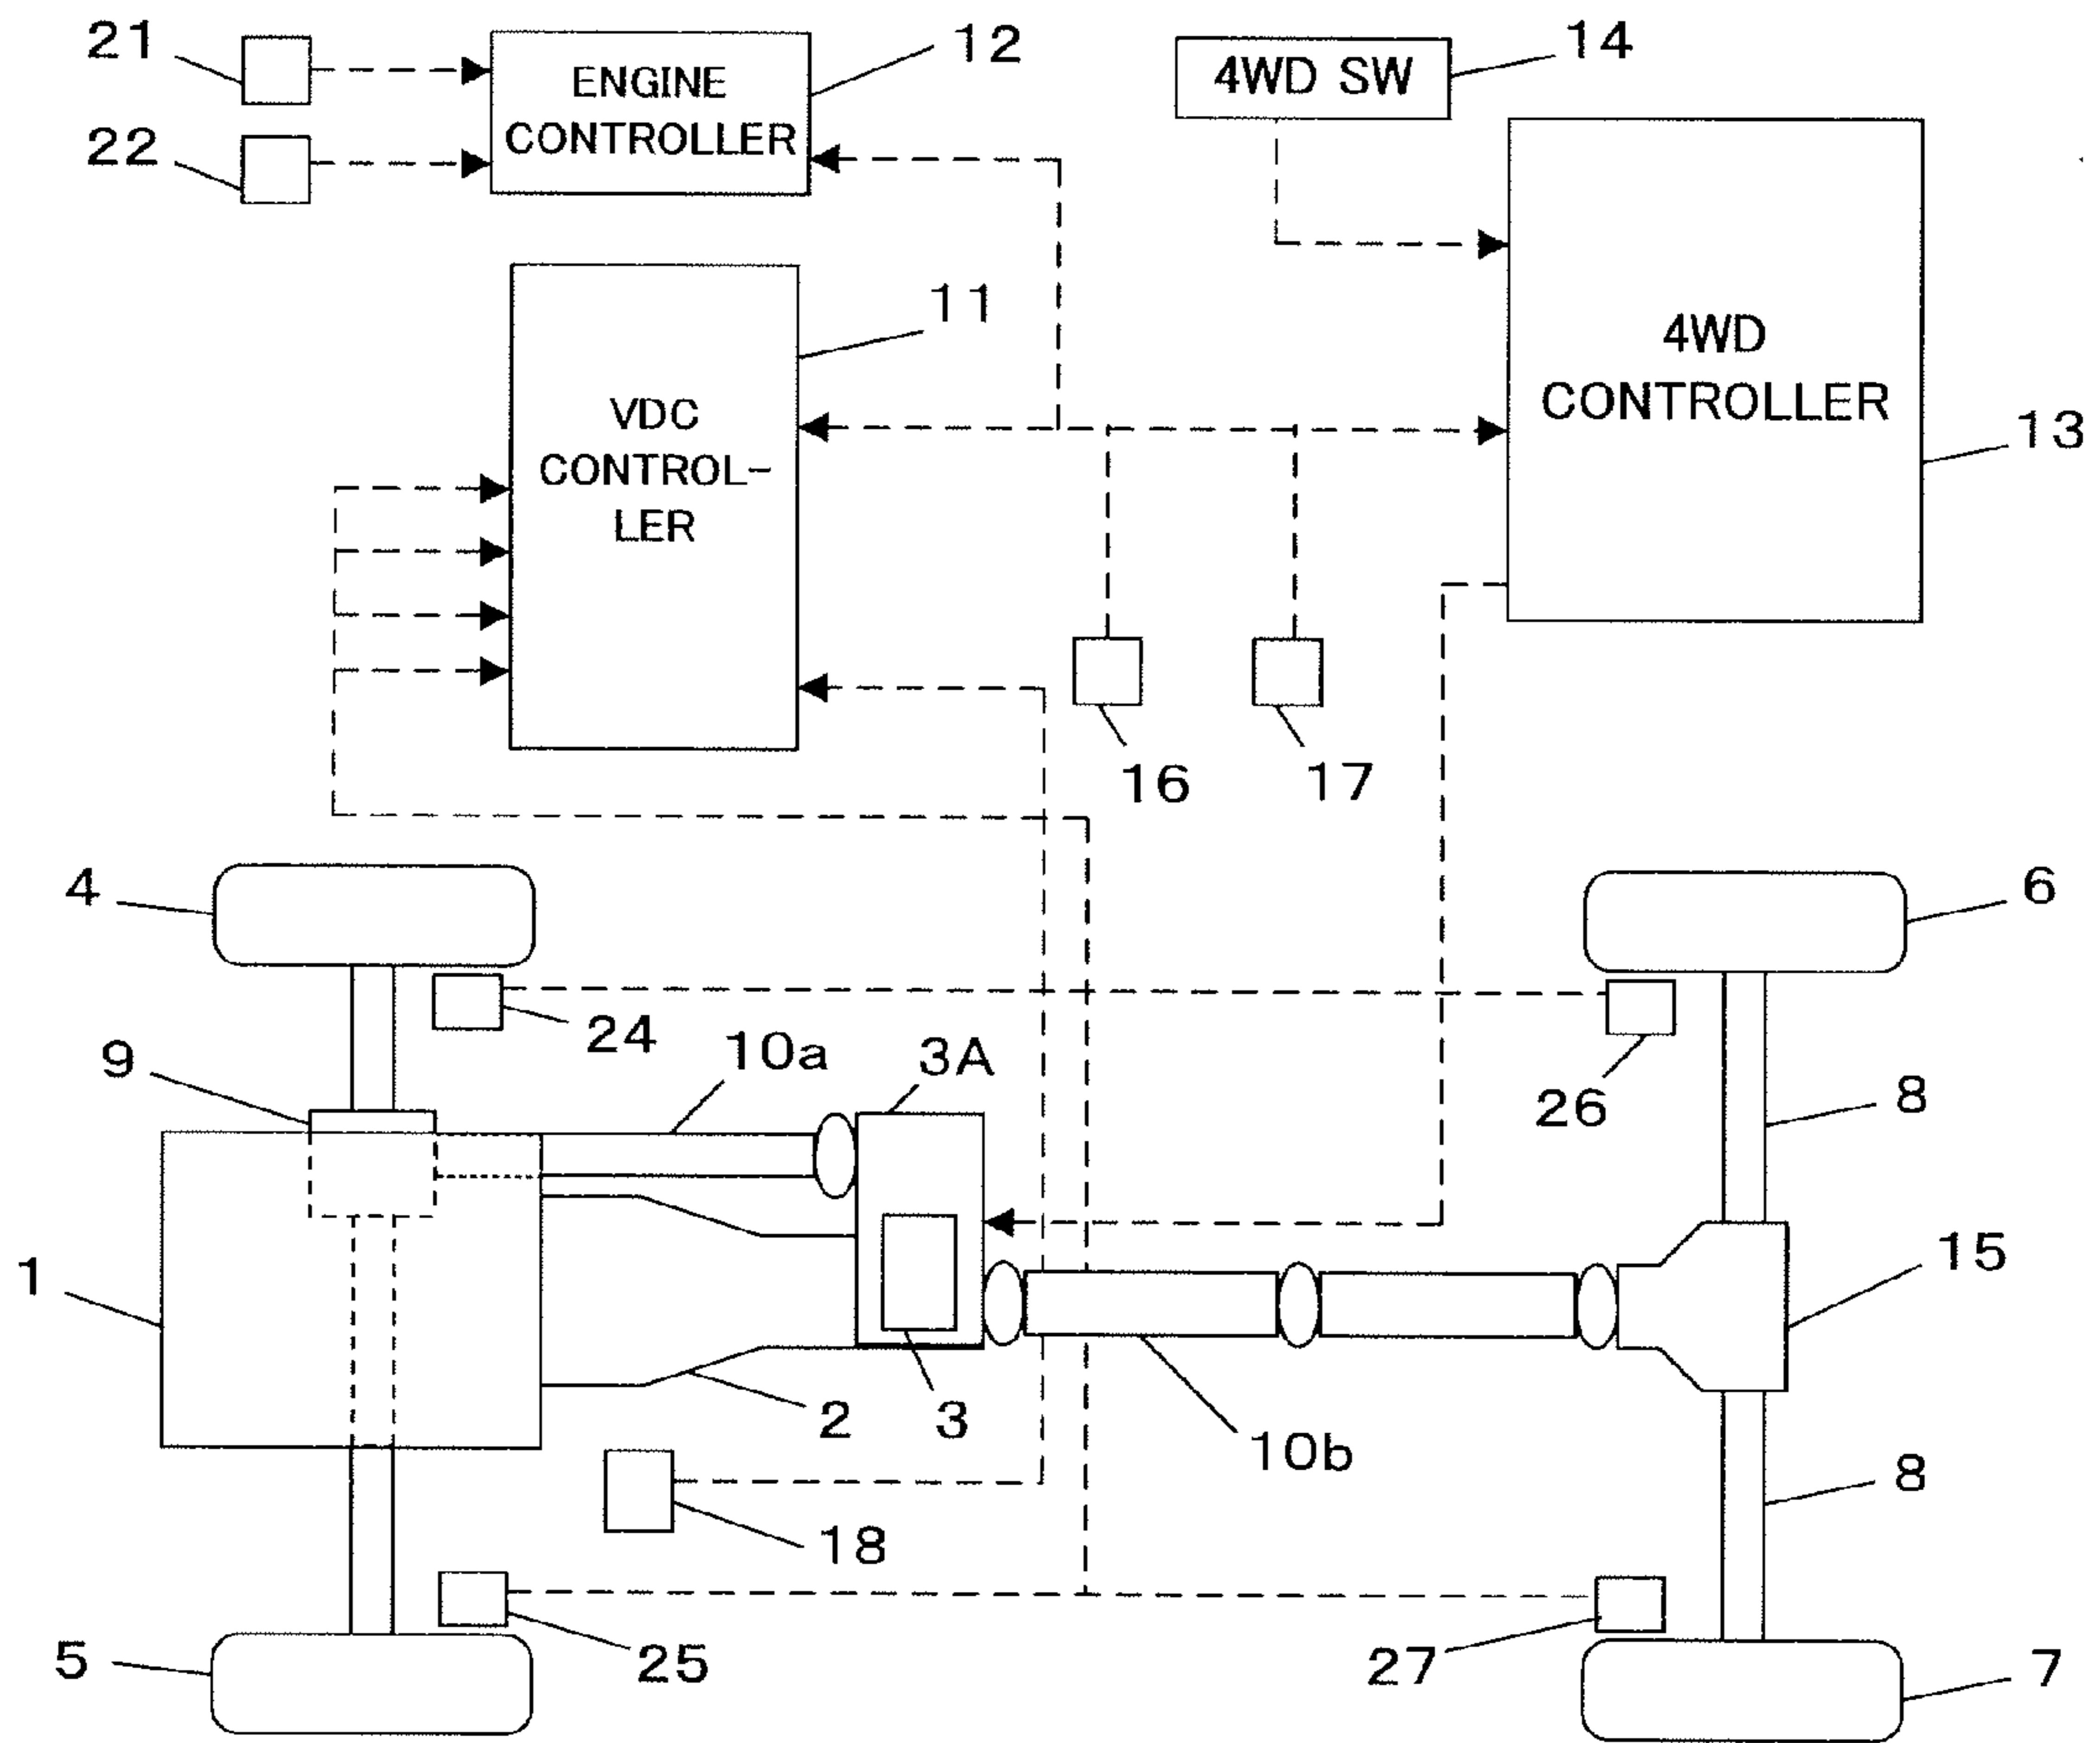 21
12
14
ENGINE
CONTROLLER
4WD SW
22
11
4WD
CONTROLLER
13
VDC
CONTROL-
LER
16
17
4
6
24
10a
3A
9
26
8
1
15
2
3
10b
8
18
5
25
27
7